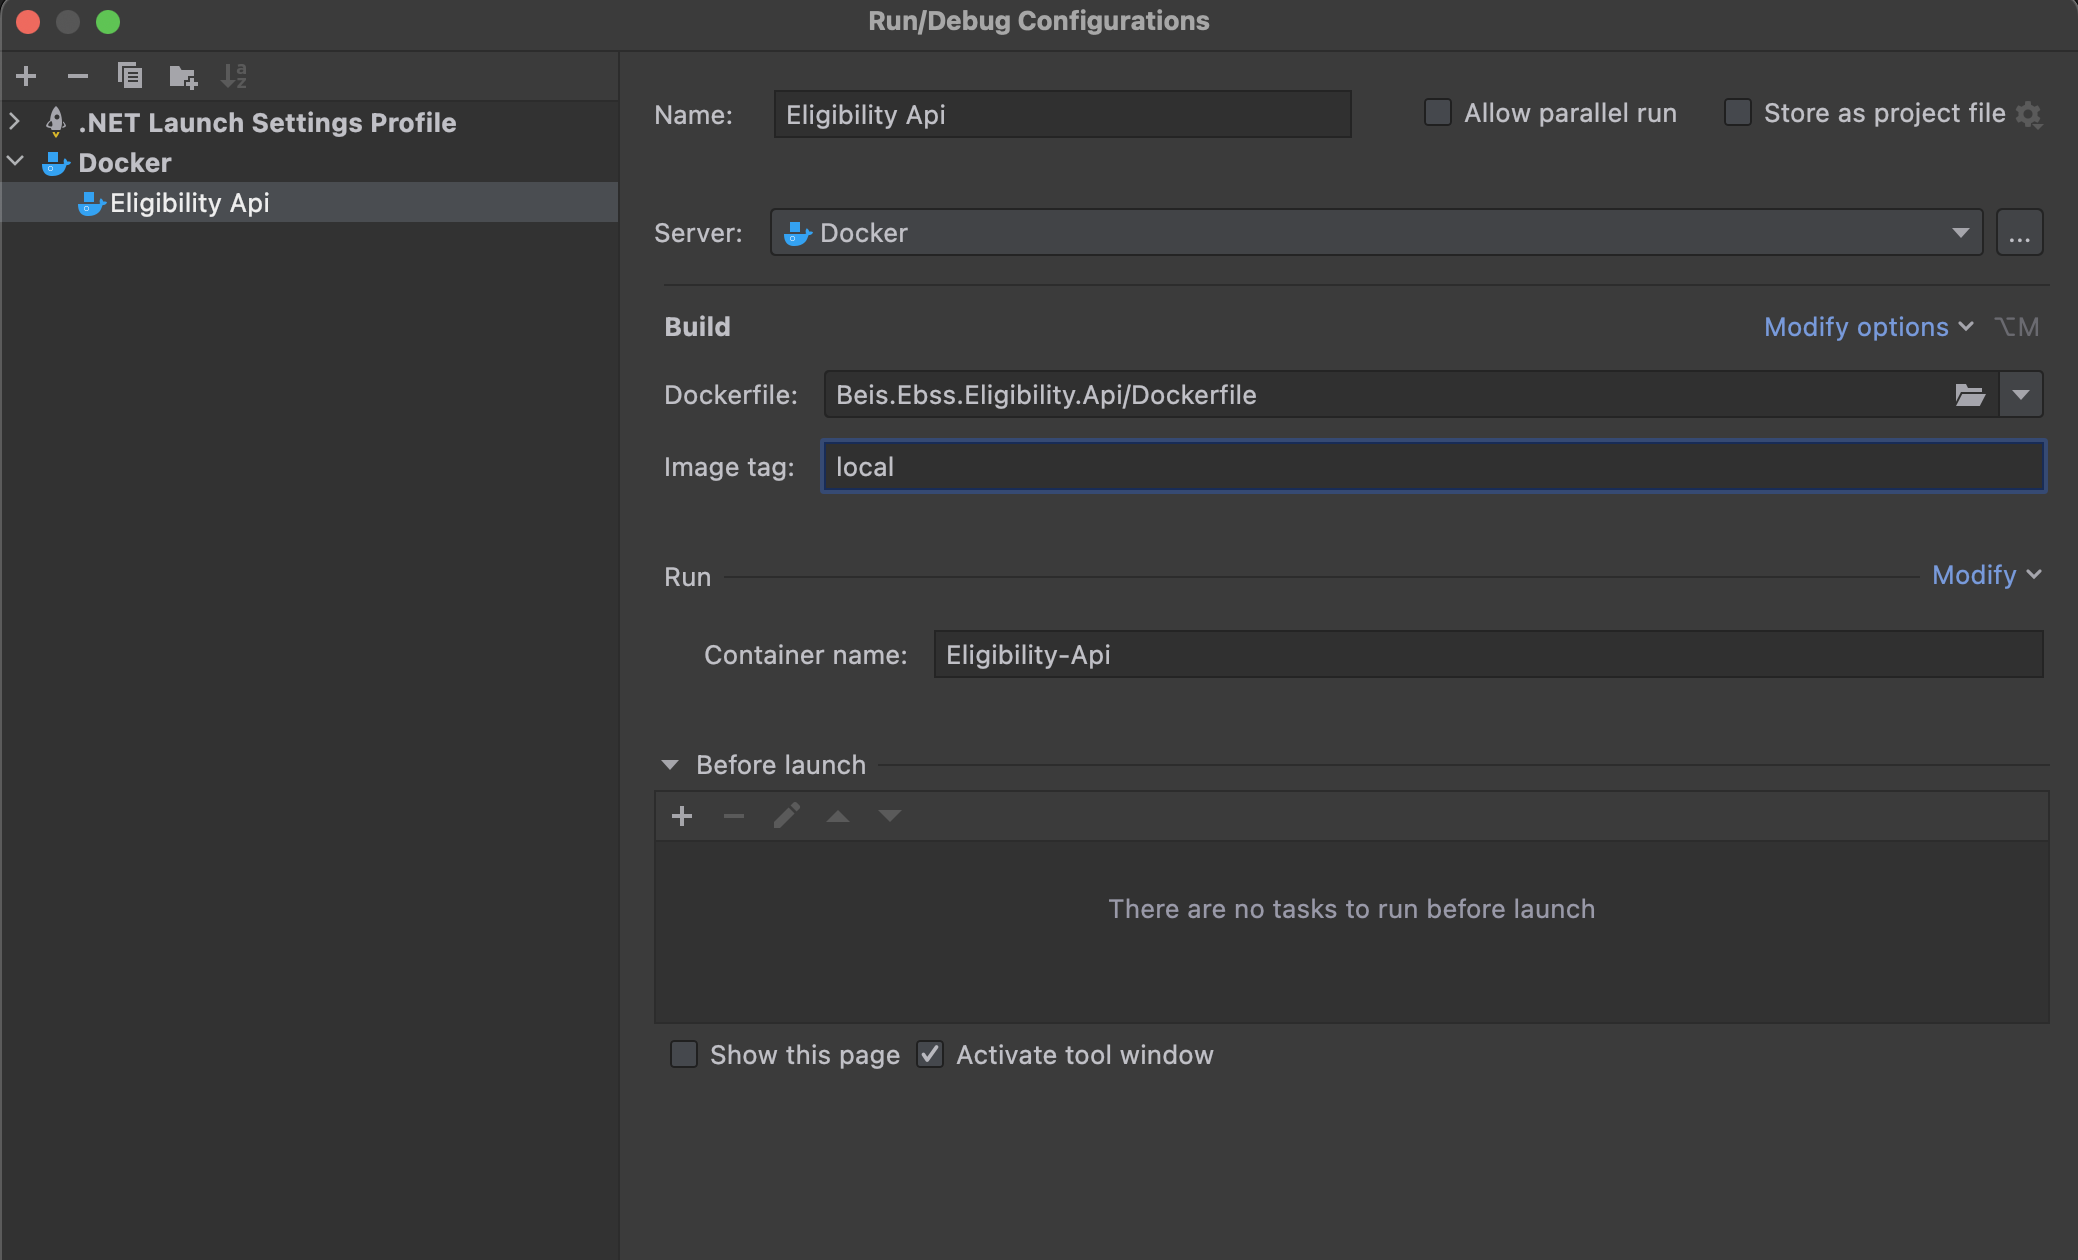 Run/Debug Configurations
.NET Launch Settings Profile
Docker
Eligibility Api
Name: Eligibility Api Allow parallel run Store as project file
Server: Docker ...
Build Modify options ⌥M
Dockerfile: Beis.Ebss.Eligibility.Api/Dockerfile
Image tag: local
Run Modify
Container name: Eligibility-Api
Before launch
There are no tasks to run before launch
Show this page Activate tool window